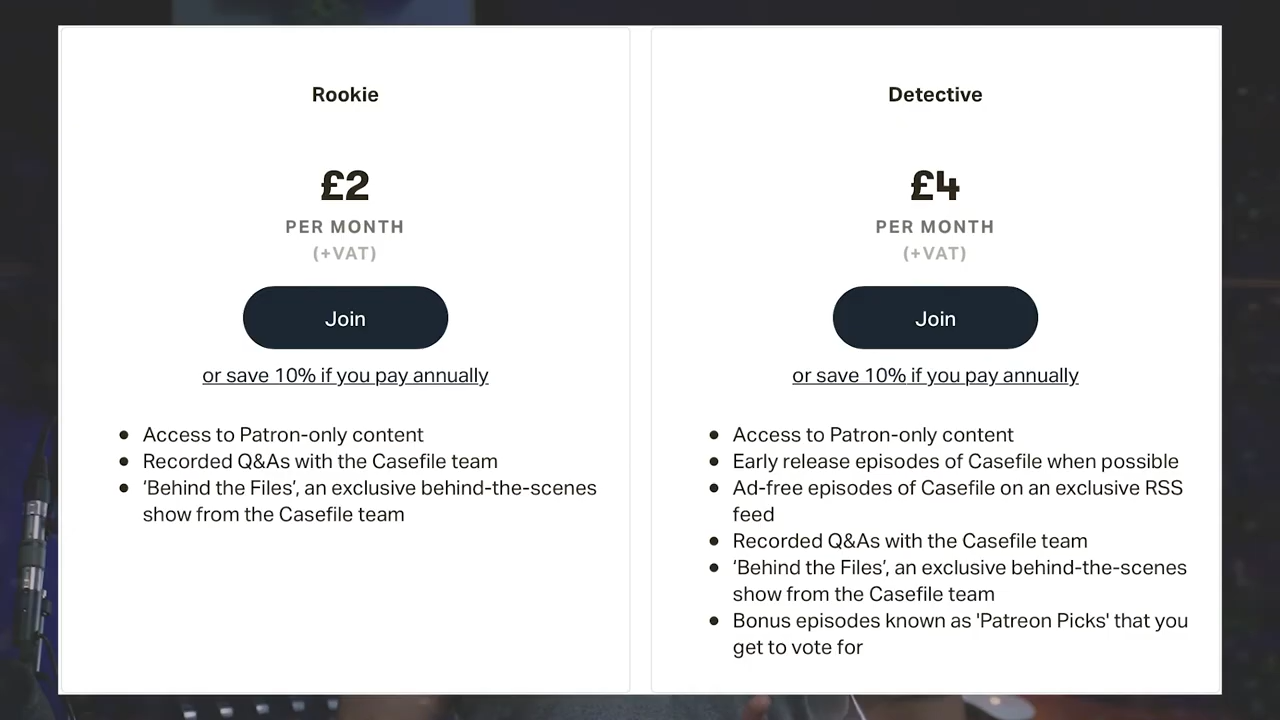 Rookie
£2
PER MONTH
(+VAT)
Join
or save 10% if you pay annually
Access to Patron-only content
Recorded Q&As with the Casefile team
‘Behind the Files’, an exclusive behind-the-scenes
show from the Casefile team
Detective
£4
PER MONTH
(+VAT)
Join
or save 10% if you pay annually
Access to Patron-only content
Early release episodes of Casefile when possible
Ad-free episodes of Casefile on an exclusive RSS
feed
Recorded Q&As with the Casefile team
‘Behind the Files’, an exclusive behind-the-scenes
show from the Casefile team
Bonus episodes known as 'Patreon Picks' that you
get to vote for